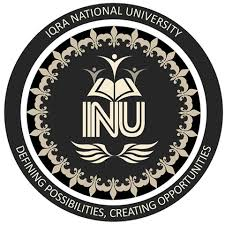 IQRA NATIONAL UNIVERSITY
INU
DEFINING POSSIBILITIES, CREATING OPPORTUNITIES